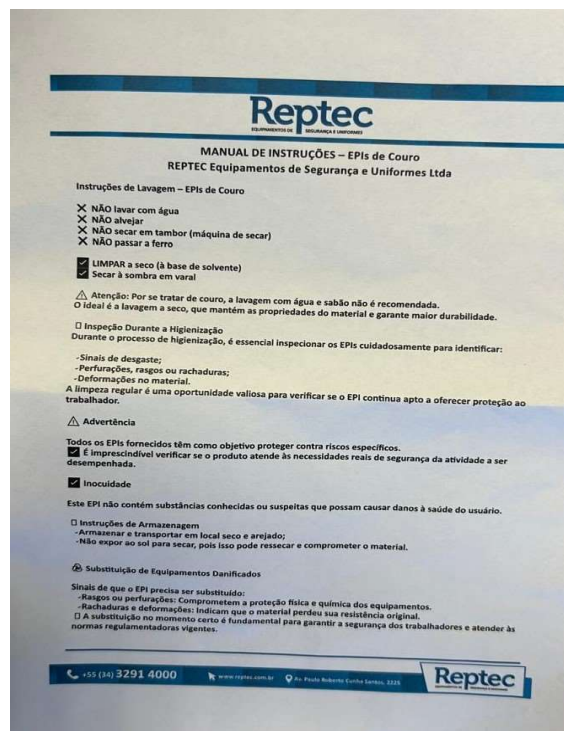 Reptec
EQUIPAMENTOS DE SEGURANÇA E UNIFORMES
MANUAL DE INSTRUÇÕES – EPIs de Couro
REPTEC Equipamentos de Segurança e Uniformes Ltda
Instruções de Lavagem – EPIs de Couro
❌ NÃO lavar com água
❌ NÃO alvejar
❌ NÃO secar em tambor (máquina de secar)
❌ NÃO passar a ferro
✅ LIMPAR a seco (à base de solvente)
✅ Secar à sombra em varal
⚠ Atenção: Por se tratar de couro, a lavagem com água e sabão não é recomendada.
O ideal é a lavagem a seco, que mantém as propriedades do material e garante maior durabilidade.
▯ Inspeção Durante a Higienização
Durante o processo de higienização, é essencial inspecionar os EPIs cuidadosamente para identificar:
-Sinais de desgaste;
-Perfurações, rasgos ou rachaduras;
-Deformações no material.
A limpeza regular é uma oportunidade valiosa para verificar se o EPI continua apto a oferecer proteção ao
trabalhador.
⚠ Advertência
Todos os EPIs fornecidos têm como objetivo proteger contra riscos específicos.
✅ É imprescindível verificar se o produto atende às necessidades reais de segurança da atividade a ser
desempenhada.
✅ Inocuidade
Este EPI não contém substâncias conhecidas ou suspeitas que possam causar danos à saúde do usuário.
▯ Instruções de Armazenagem
-Armazenar e transportar em local seco e arejado;
-Não expor ao sol para secar, pois isso pode ressecar e comprometer o material.
♻ Substituição de Equipamentos Danificados
Sinais de que o EPI precisa ser substituído:
-Rasgos ou perfurações: Comprometem a proteção física e química dos equipamentos.
-Rachaduras e deformações: Indicam que o material perdeu sua resistência original.
▯ A substituição no momento certo é fundamental para garantir a segurança dos trabalhadores e atender às
normas regulamentadoras vigentes.
+55 (34) 3291 4000 www.reptec.com.br Av. Paulo Roberto Cunha Santos, 2225
Reptec
EQUIPAMENTOS DE SEGURANÇA E UNIFORMES